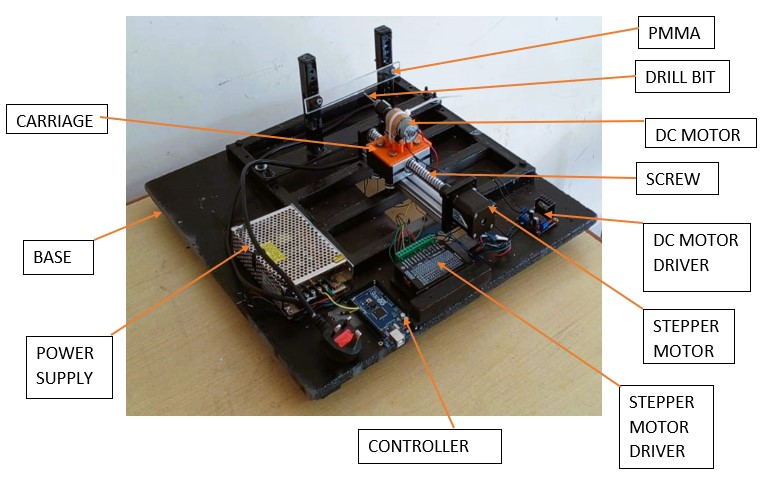 PMMA
DRILL BIT
CARRIAGE
DC MOTOR
SCREW
BASE
DC MOTOR
DRIVER
POWER
SUPPLY
STEPPER
MOTOR
STEPPER
MOTOR
DRIVER
CONTROLLER